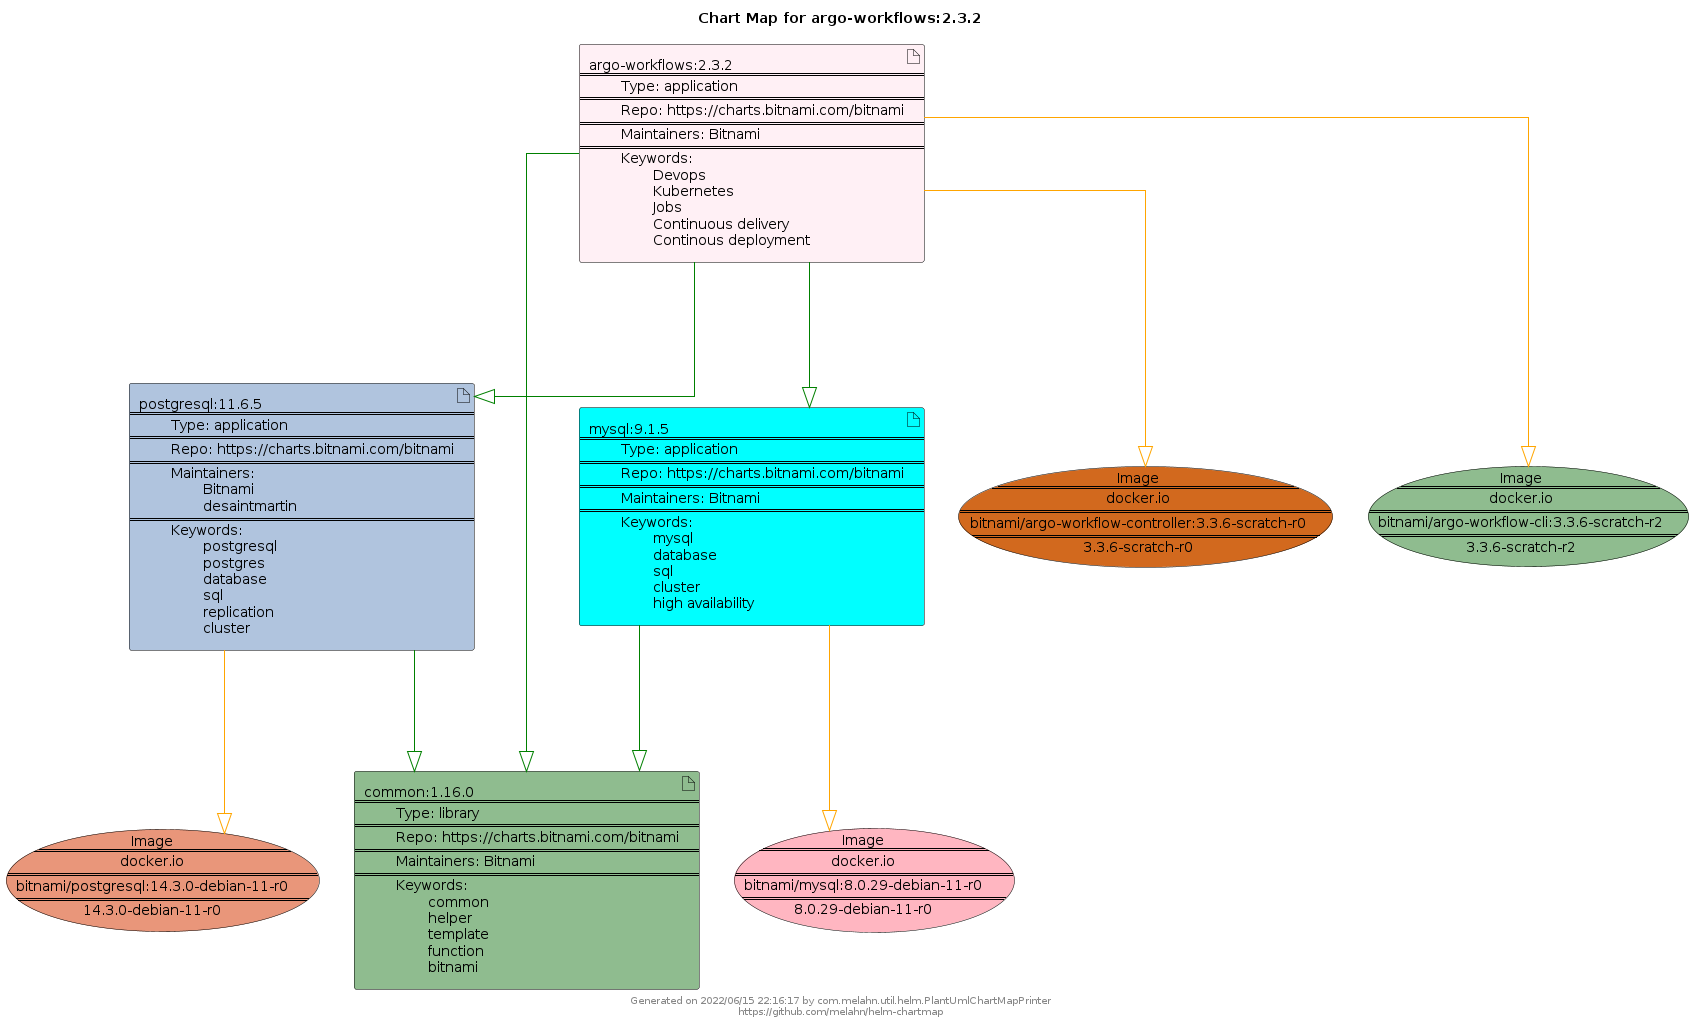 Chart Map for argo-workflows:2.3.2
argo-workflows:2.3.2
Type: application
Repo: https://charts.bitnami.com/bitnami
Maintainers: Bitnami
Keywords:
Devops
Kubernetes
Jobs
Continuous delivery
Continous deployment
postgresql:11.6.5
Type: application
Repo: https://charts.bitnami.com/bitnami
Maintainers:
Bitnami
desaintmartin
Keywords:
postgresql
postgres
database
sql
replication
cluster
mysql:9.1.5
Type: application
Repo: https://charts.bitnami.com/bitnami
Maintainers: Bitnami
Keywords:
mysql
database
sql
cluster
high availability
Image
docker.io
bitnami/argo-workflow-controller:3.3.6-scratch-r0
3.3.6-scratch-r0
Image
docker.io
bitnami/argo-workflow-cli:3.3.6-scratch-r2
3.3.6-scratch-r2
Image
docker.io
bitnami/postgresql:14.3.0-debian-11-r0
14.3.0-debian-11-r0
common:1.16.0
Type: library
Repo: https://charts.bitnami.com/bitnami
Maintainers: Bitnami
Keywords:
common
helper
template
function
bitnami
Image
docker.io
bitnami/mysql:8.0.29-debian-11-r0
8.0.29-debian-11-r0
Generated on 2022/06/15 22:16:17 by com.melahn.util.helm.PlantUmlChartMapPrinter
https://github.com/melahn/helm-chartmap